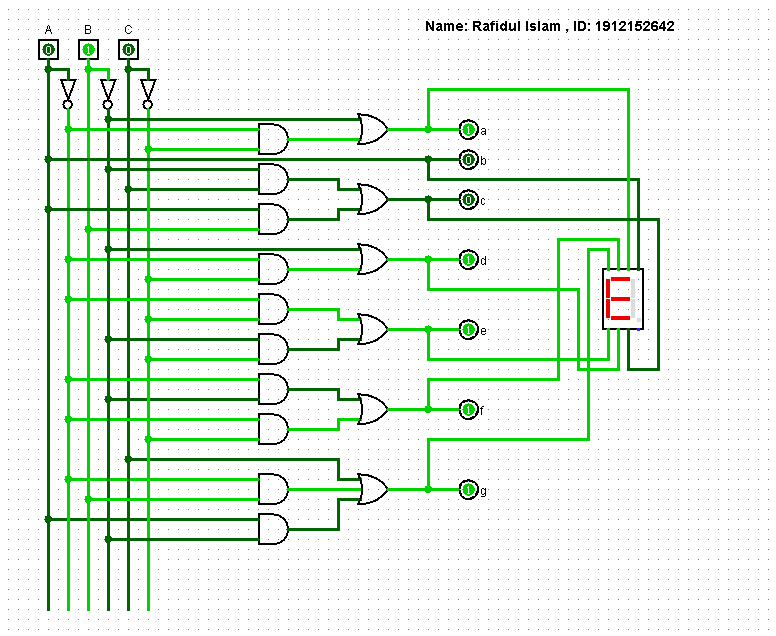 Name: Rafidul Islam , ID: 1912152642
A B C
0 1 0
1 a
0 b
0 c
1 d
1 e
1 f
1 g